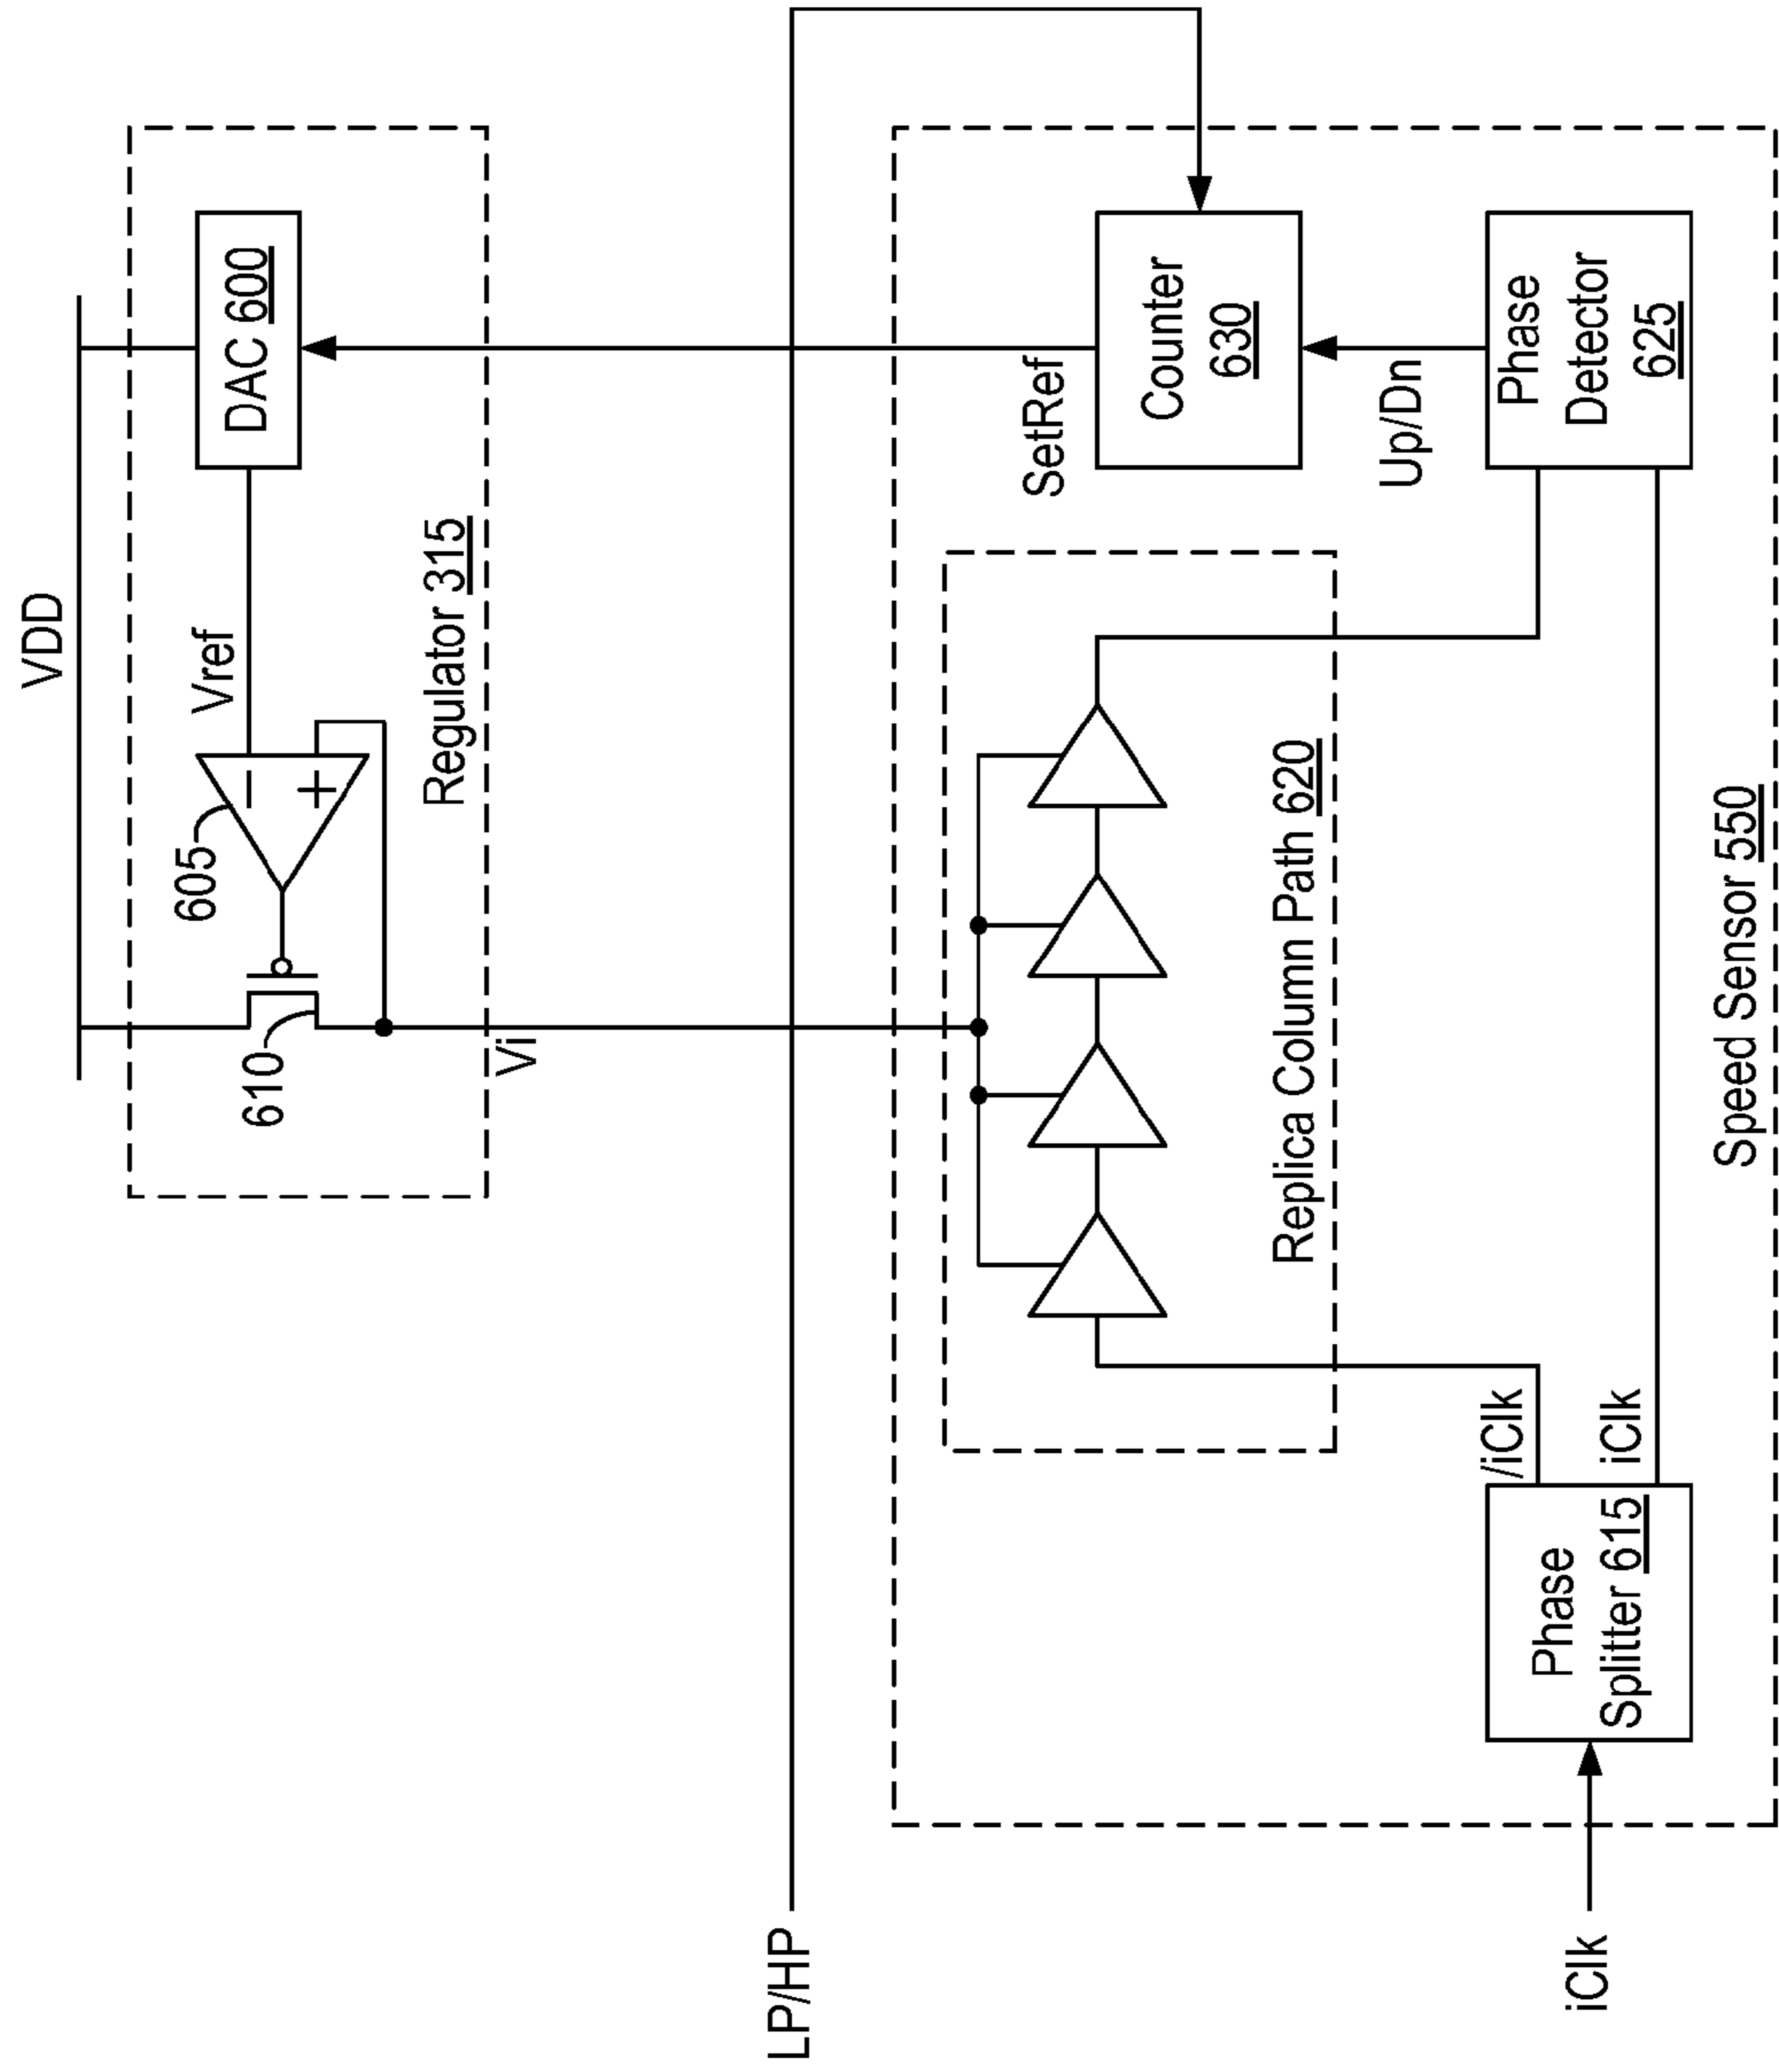 VDD
DAC 600
Vref
605
610
Regulator 315
Vi
LP/HP
SetRef
Counter
630
Up/Dn
Phase
Detector
625
Replica Column Path 620
/iClk
iClk
Phase
Splitter 615
iClk
Speed Sensor 550